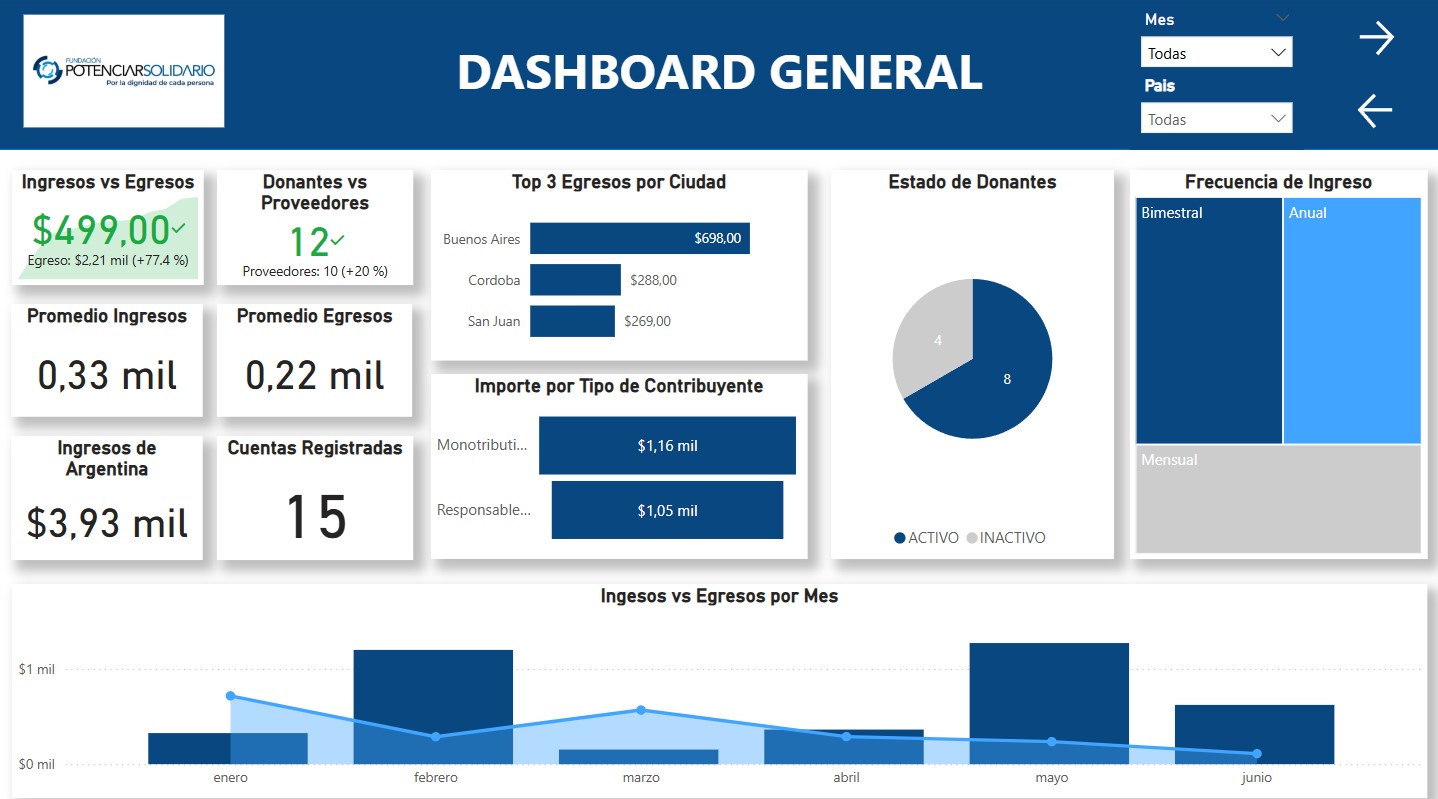 FUNDACIÓN
POTENCIARSOLIDARIO
Por la dignidad de cada persona
DASHBOARD GENERAL
Mes
Todas
Pais
Todas
Ingresos vs Egresos
$499,00
Egreso: $2,21 mil (+77.4 %)
Donantes vs
Proveedores
12
Proveedores: 10 (+20 %)
Promedio Ingresos
0,33 mil
Promedio Egresos
0,22 mil
Ingresos de
Argentina
$3,93 mil
Cuentas Registradas
15
Top 3 Egresos por Ciudad
Buenos Aires
$698,00
Cordoba
$288,00
San Juan
$269,00
Importe por Tipo de Contribuyente
Monotributi...
$1,16 mil
Responsable...
$1,05 mil
Estado de Donantes
4
8
ACTIVO
INACTIVO
Frecuencia de Ingreso
Bimestral
Anual
Mensual
Ingesos vs Egresos por Mes
$1 mil
$0 mil
enero
febrero
marzo
abril
mayo
junio